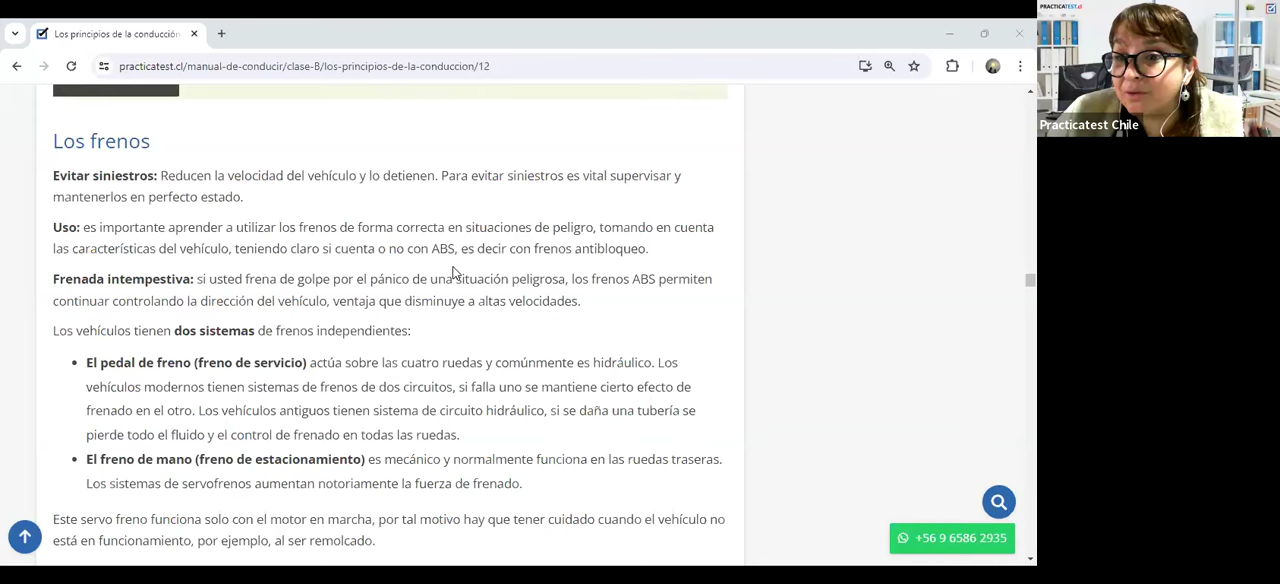 Los principios de la conducción
practicatest.cl/manual-de-conducir/clase-B/los-principios-de-la-conduccion/12
PRACTICATEST.cl
Practicatest Chile
Los frenos
Evitar siniestros: Reducen la velocidad del vehículo y lo detienen. Para evitar siniestros es vital supervisar y
mantenerlos en perfecto estado.
Uso: es importante aprender a utilizar los frenos de forma correcta en situaciones de peligro, tomando en cuenta
las características del vehículo, teniendo claro si cuenta o no con ABS, es decir con frenos antibloqueo.
Frenada intempestiva: si usted frena de golpe por el pánico de una situación peligrosa, los frenos ABS permiten
continuar controlando la dirección del vehículo, ventaja que disminuye a altas velocidades.
Los vehículos tienen dos sistemas de frenos independientes:
• El pedal de freno (freno de servicio) actúa sobre las cuatro ruedas y comúnmente es hidráulico. Los
vehículos modernos tienen sistemas de frenos de dos circuitos, si falla uno se mantiene cierto efecto de
frenado en el otro. Los vehículos antiguos tienen sistema de circuito hidráulico, si se daña una tubería se
pierde todo el fluido y el control de frenado en todas las ruedas.
• El freno de mano (freno de estacionamiento) es mecánico y normalmente funciona en las ruedas traseras.
Los sistemas de servofrenos aumentan notoriamente la fuerza de frenado.
Este servo freno funciona solo con el motor en marcha, por tal motivo hay que tener cuidado cuando el vehículo no
está en funcionamiento, por ejemplo, al ser remolcado.
+56 9 6586 2935